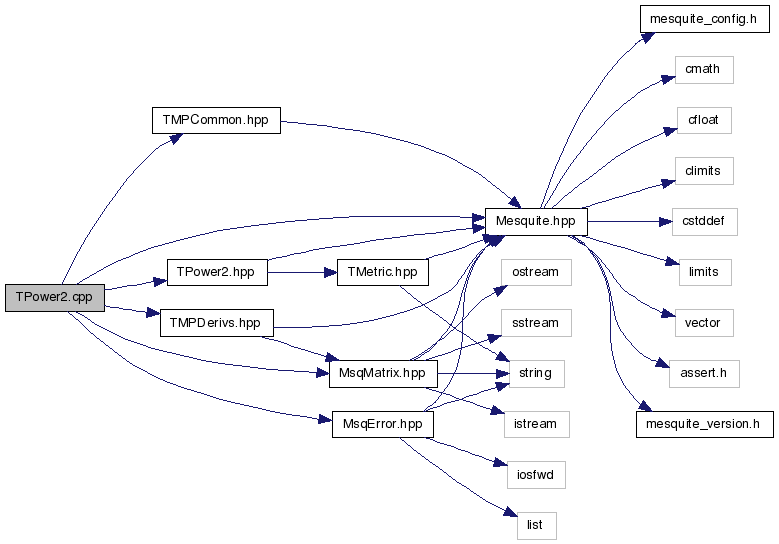 mesquite_config.h
cmath
cfloat
TMPCommon.hpp
climits
Mesquite.hpp
cstddef
TPower2.hpp
TMetric.hpp
ostream
limits
TPower2.cpp
TMPDerivs.hpp
sstream
vector
MsqMatrix.hpp
string
assert.h
MsqError.hpp
istream
mesquite_version.h
iosfwd
list